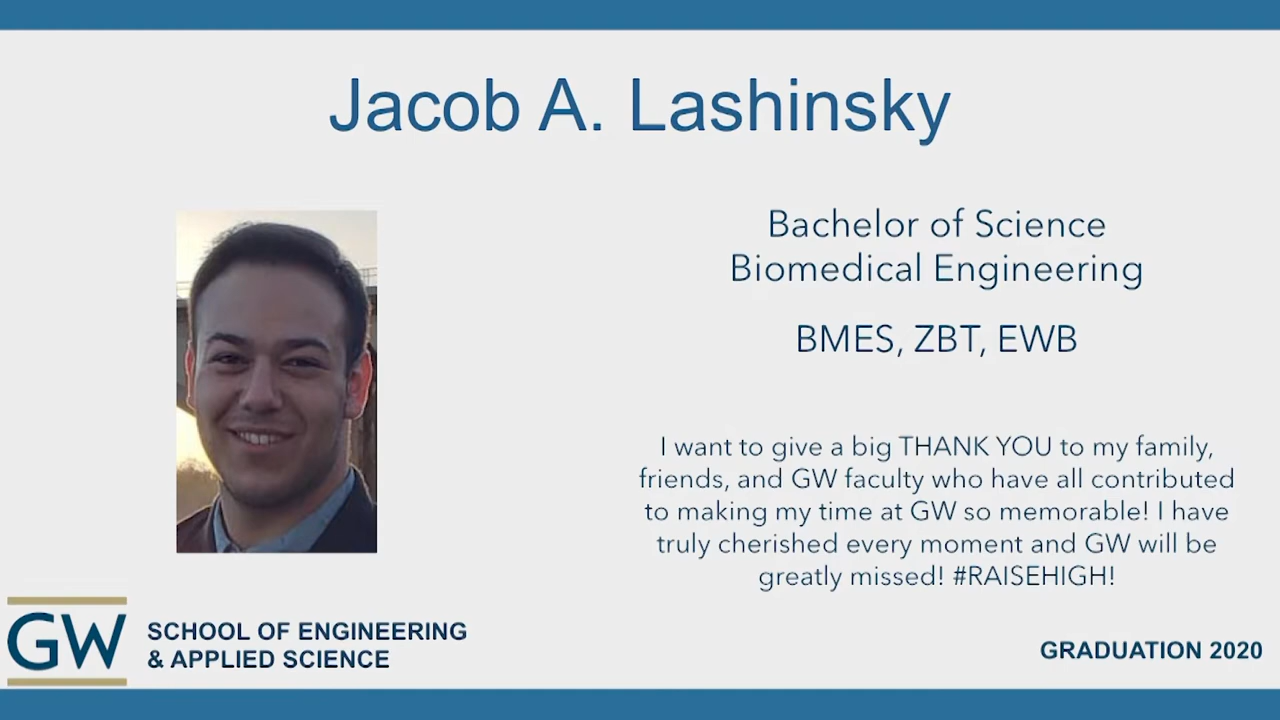 Jacob A. Lashinsky
Bachelor of Science
Biomedical Engineering
BMES, ZBT, EWB
I want to give a big THANK YOU to my family,
friends, and GW faculty who have all contributed
to making my time at GW so memorable! I have
truly cherished every moment and GW will be
greatly missed! #RAISEHIGH!
GW
SCHOOL OF ENGINEERING
& APPLIED SCIENCE
GRADUATION 2020